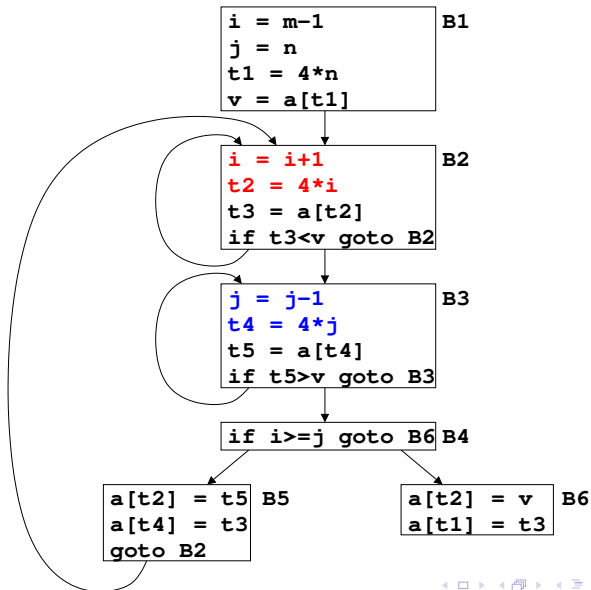 i = m−1 B1
j = n
t1 = 4*n
v = a[t1]
i = i+1 B2
t2 = 4*i
t3 = a[t2]
if t3<v goto B2
j = j−1 B3
t4 = 4*j
t5 = a[t4]
if t5>v goto B3
if i>=j goto B6 B4
a[t2] = t5 B5
a[t4] = t3
goto B2
a[t2] = v B6
a[t1] = t3